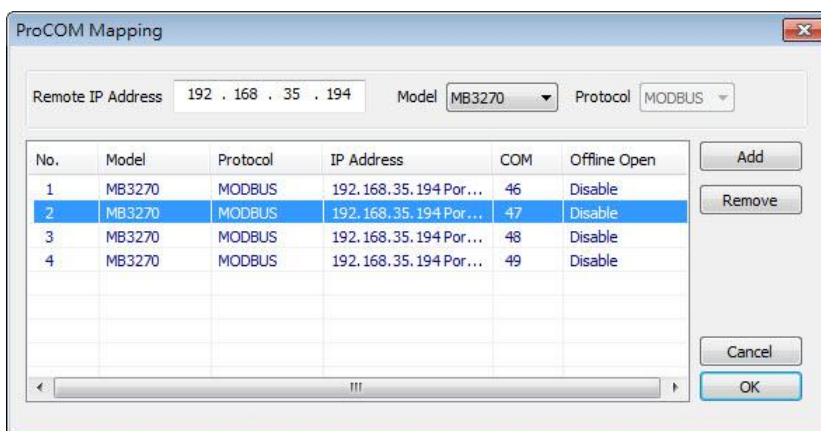 ProCOM Mapping
Remote IP Address 192 . 168 . 35 . 194 Model MB3270 Protocol MODBUS
No. Model Protocol IP Address COM Offline Open
1 MB3270 MODBUS 192.168.35.194 Por... 46 Disable
2 MB3270 MODBUS 192.168.35.194 Por... 47 Disable
3 MB3270 MODBUS 192.168.35.194 Por... 48 Disable
4 MB3270 MODBUS 192.168.35.194 Por... 49 Disable
Add
Remove
Cancel
OK